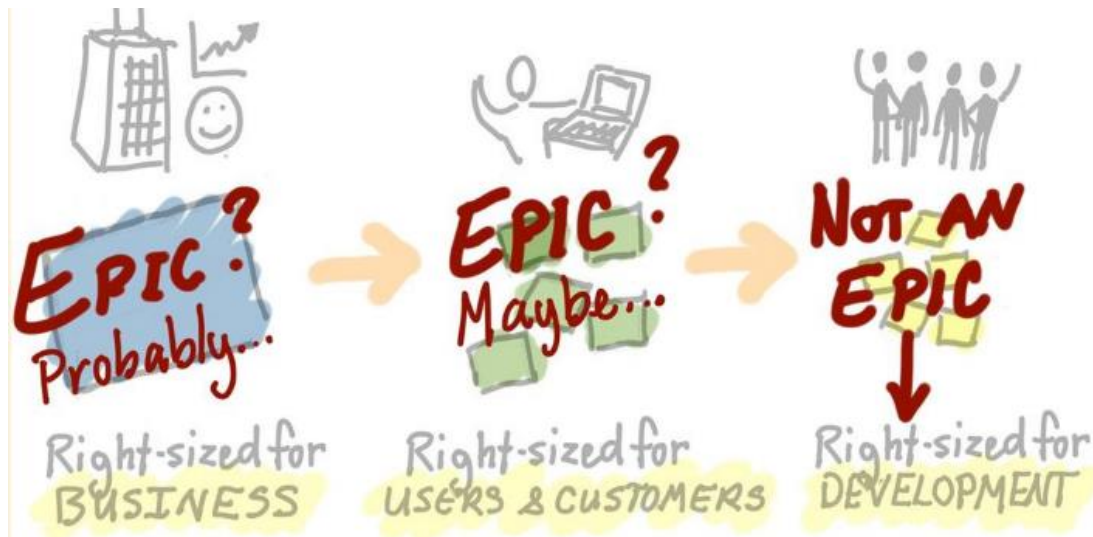 EPIC?
Probably...
Right-sized for
BUSINESS
EPIC?
Maybe...
Right-sized for
USERS & CUSTOMERS
NOT AN
EPIC
Right-sized for
DEVELOPMENT